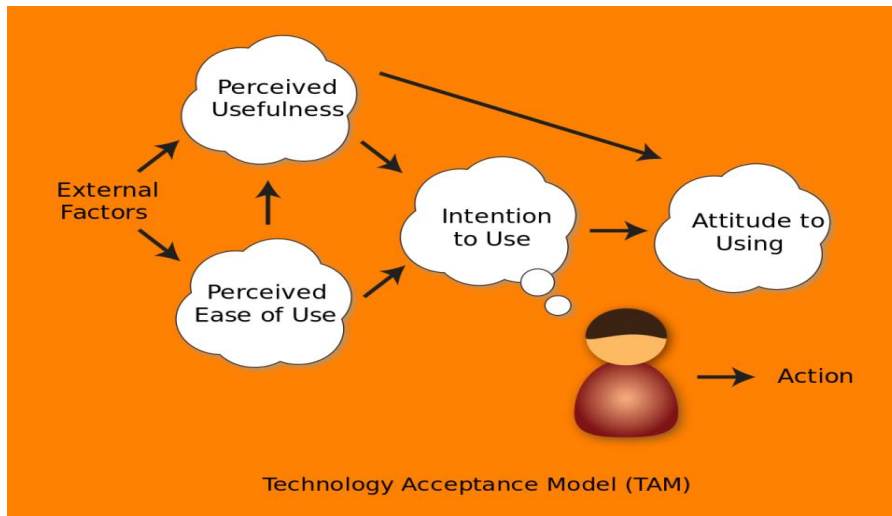 Perceived
Usefulness
External
Factors
Intention
to Use
Attitude to
Using
Perceived
Ease of Use
Action
Technology Acceptance Model (TAM)